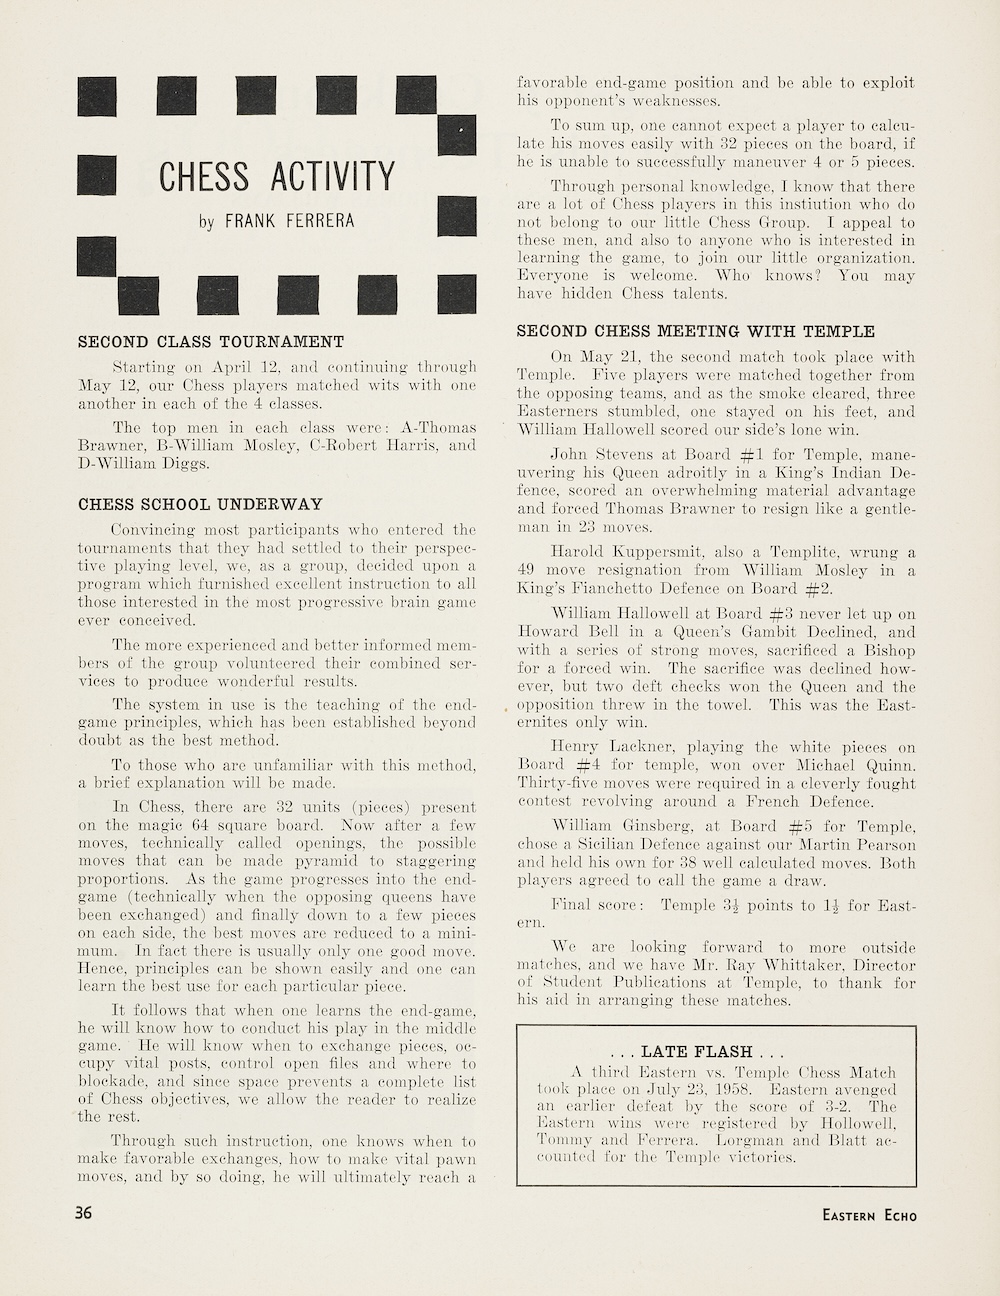 CHESS ACTIVITY
by FRANK FERRERA
SECOND CLASS TOURNAMENT
Starting on April 12, and continuing through
May 12, our Chess players matched wits with one
another in each of the 4 classes.
The top men in each class were: A-Thomas
Brawner, B-William Mosley, C-Robert Harris, and
D-William Diggs.
CHESS SCHOOL UNDERWAY
Convincing most participants who entered the
tournaments that they had settled to their perspec-
tive playing level, we, as a group, decided upon a
program which furnished excellent instruction to all
those interested in the most progressive brain game
ever conceived.
The more experienced and better informed mem-
bers of the group volunteered their combined ser-
vices to produce wonderful results.
The system in use is the teaching of the end-
game principles, which has been established beyond
doubt as the best method.
To those who are unfamiliar with this method,
a brief explanation will be made.
In Chess, there are 32 units (pieces) present
on the magic 64 square board. Now after a few
moves, technically called openings, the possible
moves that can be made pyramid to staggering
proportions. As the game progresses into the end-
game (technically when the opposing queens have
been exchanged) and finally down to a few pieces
on each side, the best moves are reduced to a mini-
mum. In fact there is usually only one good move.
Hence, principles can be shown easily and one can
learn the best use for each particular piece.
It follows that when one learns the end-game,
he will know how to conduct his play in the middle
game. He will know when to exchange pieces, oc-
cupy vital posts, control open files and where to
blockade, and since space prevents a complete list
of Chess objectives, we allow the reader to realize
the rest.
Through such instruction, one knows when to
make favorable exchanges, how to make vital pawn
moves, and by so doing, he will ultimately reach a
favorable end-game position and be able to exploit
his opponent's weaknesses.
To sum up, one cannot expect a player to calcu-
late his moves easily with 32 pieces on the board, if
he is unable to successfully maneuver 4 or 5 pieces.
Through personal knowledge, I know that there
are a lot of Chess players in this instiution who do
not belong to our little Chess Group. I appeal to
these men, and also to anyone who is interested in
learning the game, to join our little organization.
Everyone is welcome. Who knows? You may
have hidden Chess talents.
SECOND CHESS MEETING WITH TEMPLE
On May 21, the second match took place with
Temple. Five players were matched together from
the opposing teams, and as the smoke cleared, three
Easterners stumbled, one stayed on his feet, and
William Hallowell scored our side's lone win.
John Stevens at Board #1 for Temple, mane-
uvering his Queen adroitly in a King's Indian De-
fence, scored an overwhelming material advantage
and forced Thomas Brawner to resign like a gentle-
man in 23 moves.
Harold Kuppersmit, also a Templite, wrung a
49 move resignation from William Mosley in a
King's Fianchetto Defence on Board #2.
William Hallowell at Board #3 never let up on
Howard Bell in a Queen's Gambit Declined, and
with a series of strong moves, sacrificed a Bishop
for a forced win. The sacrifice was declined how-
ever, but two deft checks won the Queen and the
opposition threw in the towel. This was the East-
ernites only win.
Henry Lackner, playing the white pieces on
Board #4 for temple, won over Michael Quinn.
Thirty-five moves were required in a cleverly fought
contest revolving around a French Defence.
William Ginsberg, at Board #5 for Temple,
chose a Sicilian Defence against our Martin Pearson
and held his own for 38 well calculated moves. Both
players agreed to call the game a draw.
Final score: Temple 3½ points to 1½ for East-
ern.
We are looking forward to more outside
matches, and we have Mr. Ray Whittaker, Director
of Student Publications at Temple, to thank for
his aid in arranging these matches.
. . . LATE FLASH . . .
A third Eastern vs. Temple Chess Match
took place on July 23, 1958. Eastern avenged
an earlier defeat by the score of 3-2. The
Eastern wins were registered by Hollowell,
Tommy and Ferrera. Lorgman and Blatt ac-
counted for the Temple victories.
36
EASTERN ECHO